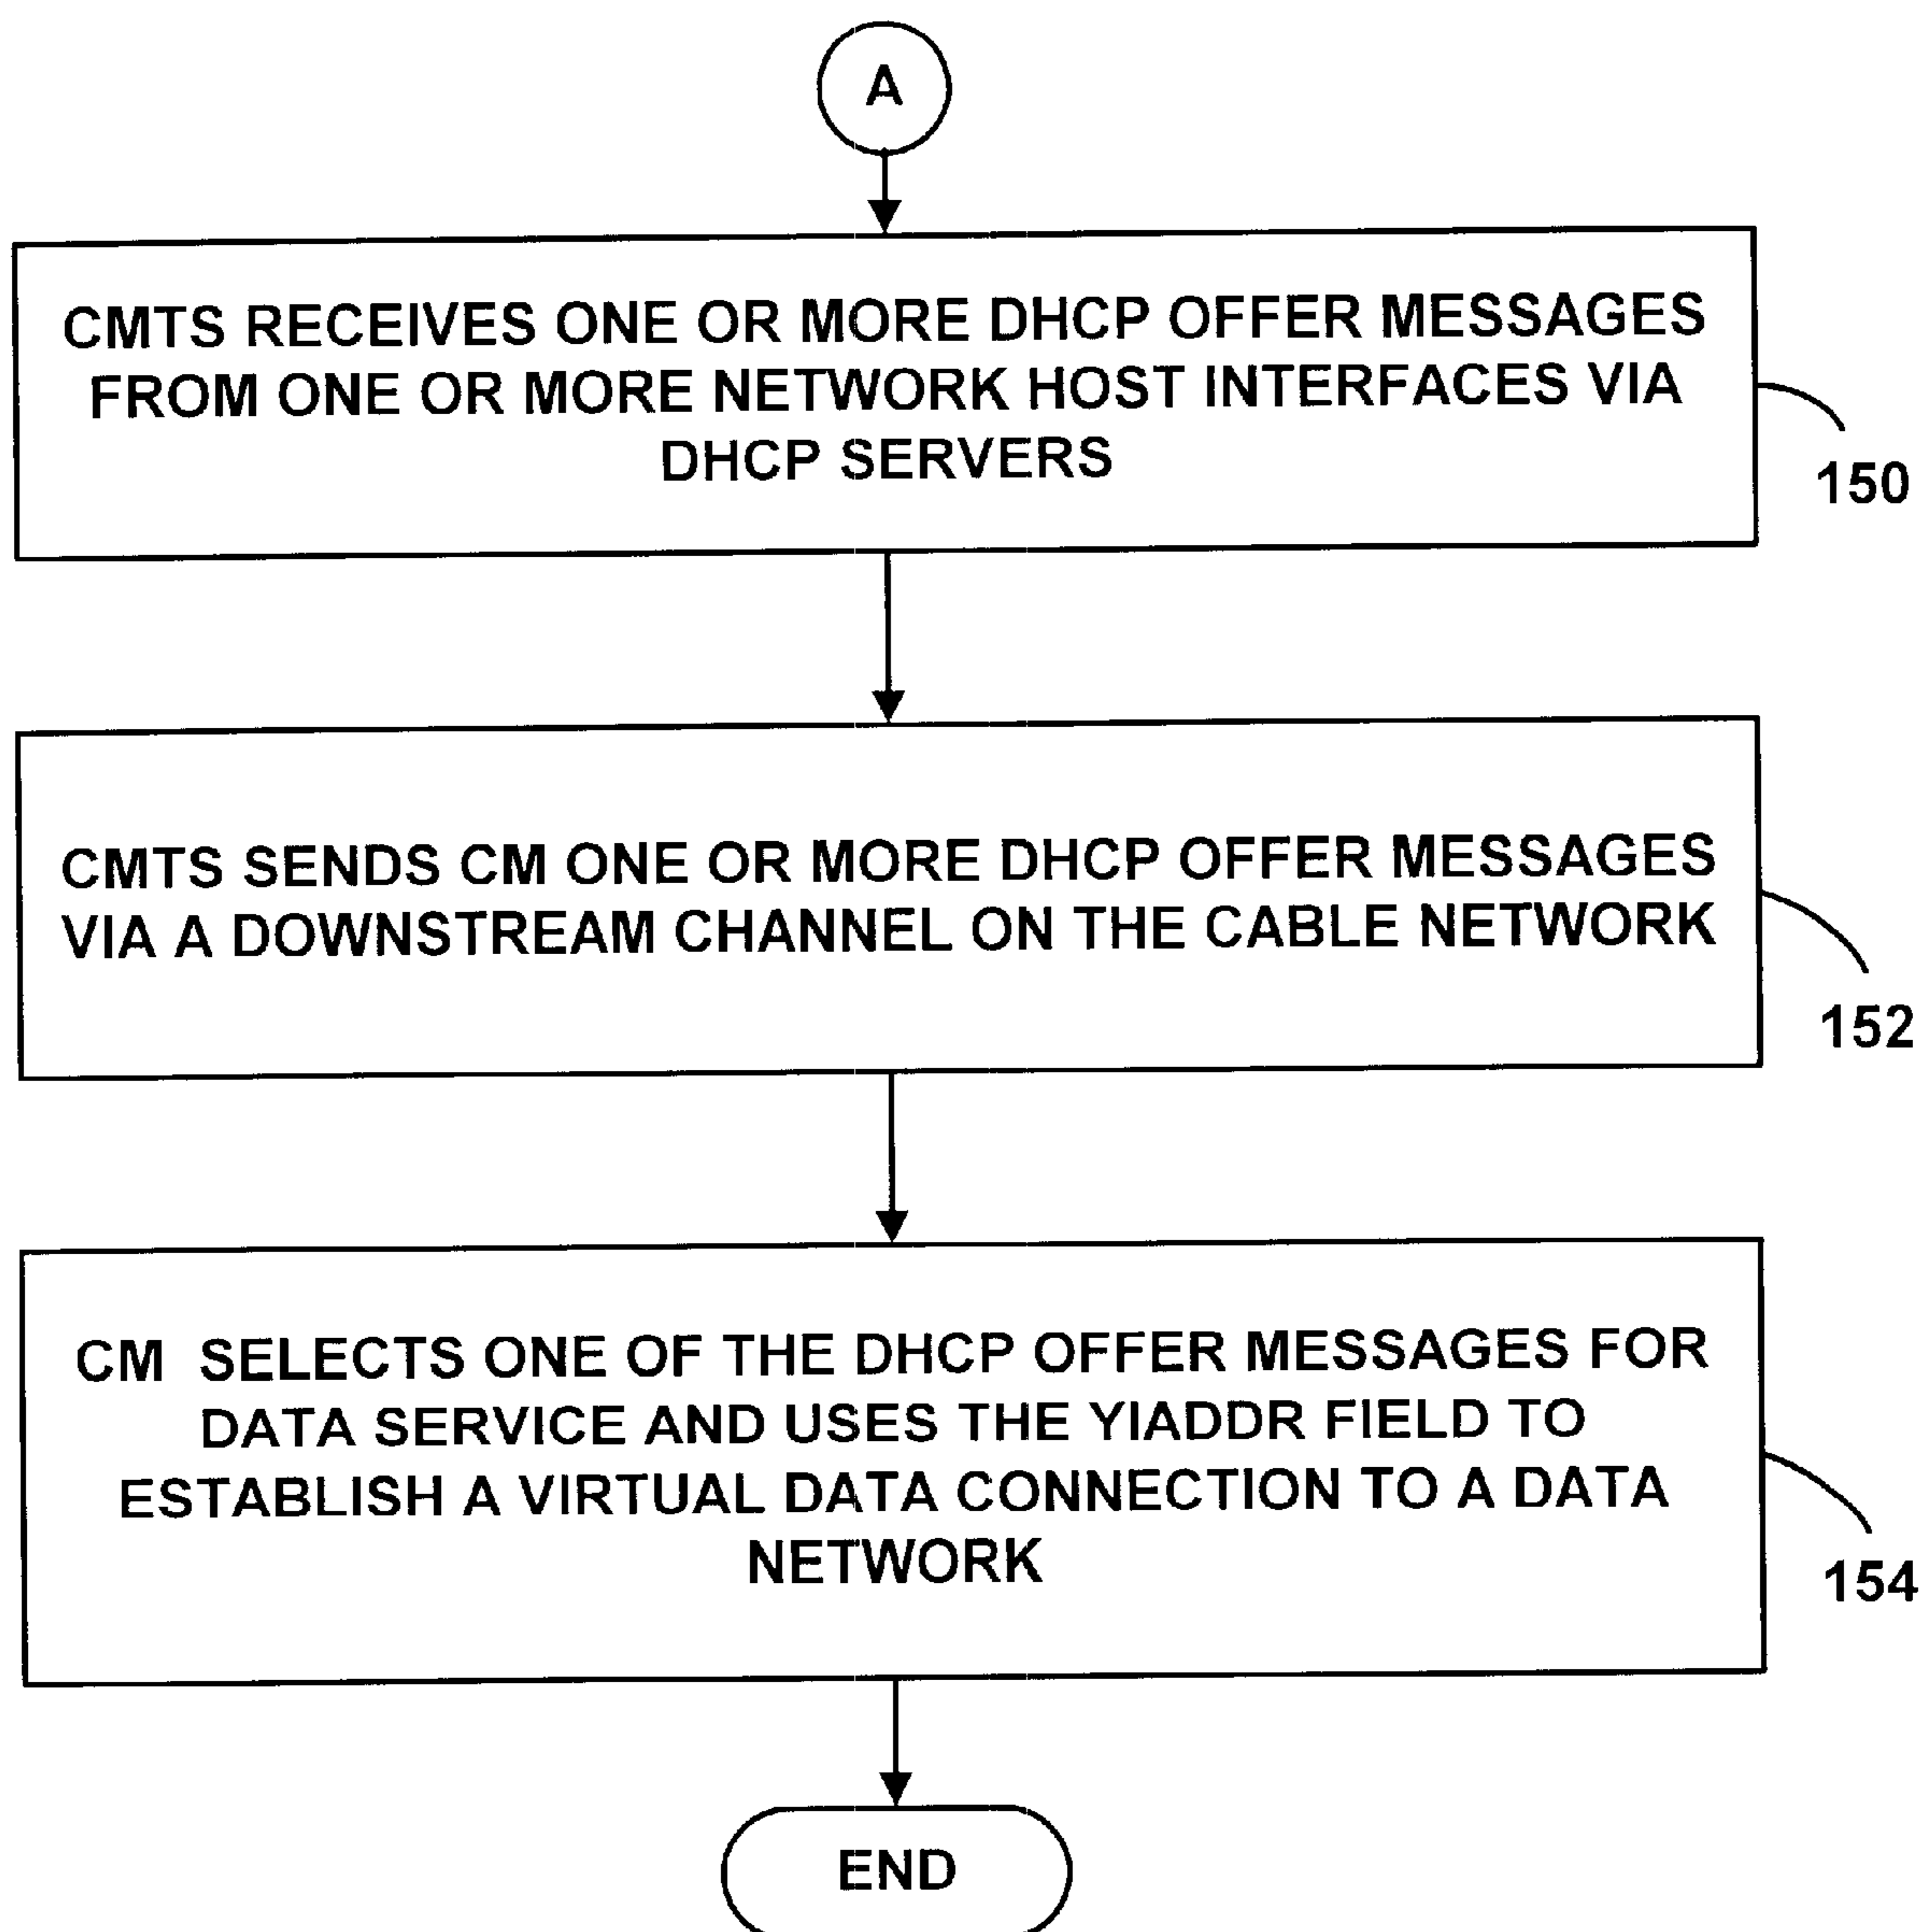 A
CMTS RECEIVES ONE OR MORE DHCP OFFER MESSAGES
FROM ONE OR MORE NETWORK HOST INTERFACES VIA
DHCP SERVERS
150
CMTS SENDS CM ONE OR MORE DHCP OFFER MESSAGES
VIA A DOWNSTREAM CHANNEL ON THE CABLE NETWORK
152
CM SELECTS ONE OF THE DHCP OFFER MESSAGES FOR
DATA SERVICE AND USES THE YIADDR FIELD TO
ESTABLISH A VIRTUAL DATA CONNECTION TO A DATA
NETWORK
154
END